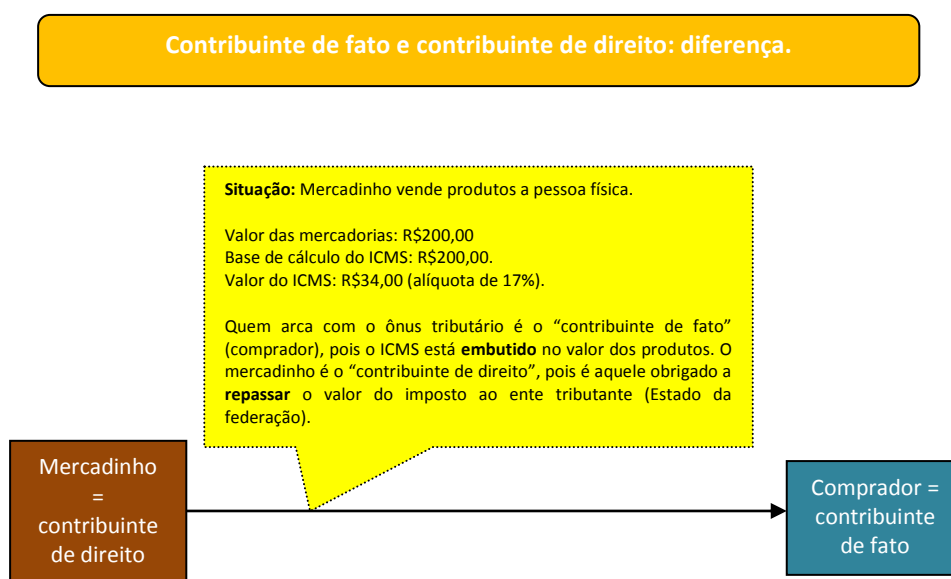 Contribuinte de fato e contribuinte de direito: diferença.
Situação: Mercadinho vende produtos a pessoa física.
Valor das mercadorias: R$200,00
Base de cálculo do ICMS: R$200,00.
Valor do ICMS: R$34,00 (alíquota de 17%).
Quem arca com o ônus tributário é o “contribuinte de fato”
(comprador), pois o ICMS está embutido no valor dos produtos. O
mercadinho é o “contribuinte de direito”, pois é aquele obrigado a
repassar o valor do imposto ao ente tributante (Estado da
federação).
Mercadinho
=
contribuinte
de direito
Comprador =
contribuinte
de fato